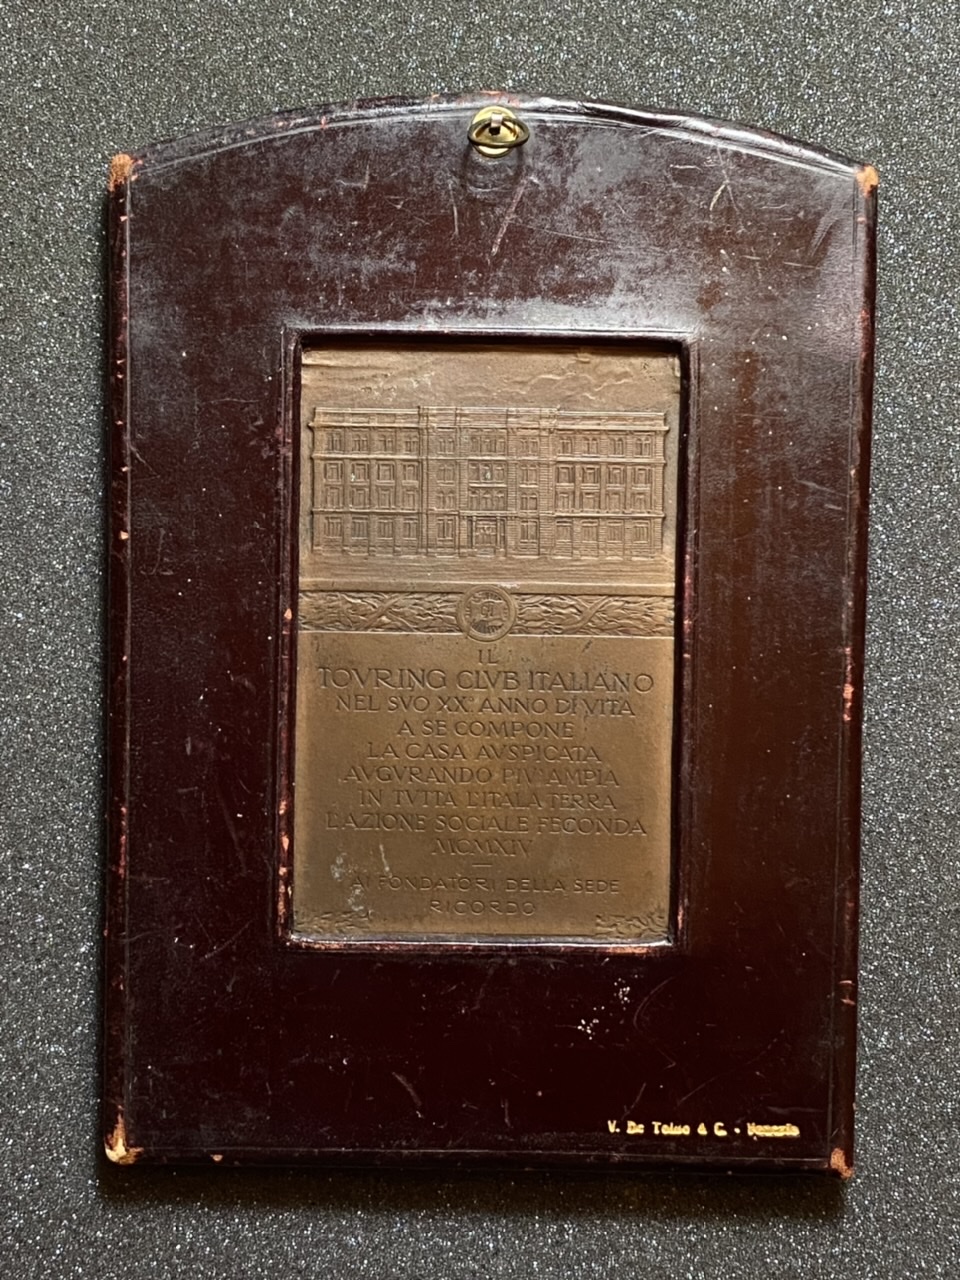 IL
TOVRING CLVB ITALIANO
NEL SVO XX° ANNO DI VITA
A SE COMPONE
LA CASA AVSPICATA
AVGVRANDO PIV AMPIA
IN TVTTA L'ITALA TERRA
L'AZIONE SOCIALE FECONDA
MCMXIV
AI FONDATORI DELLA SEDE
RICORDO
V. De & C. - Venezia